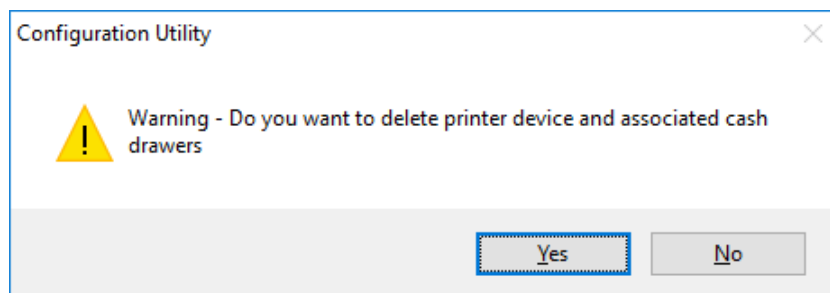 Configuration Utility
Warning - Do you want to delete printer device and associated cash
drawers
Yes
No